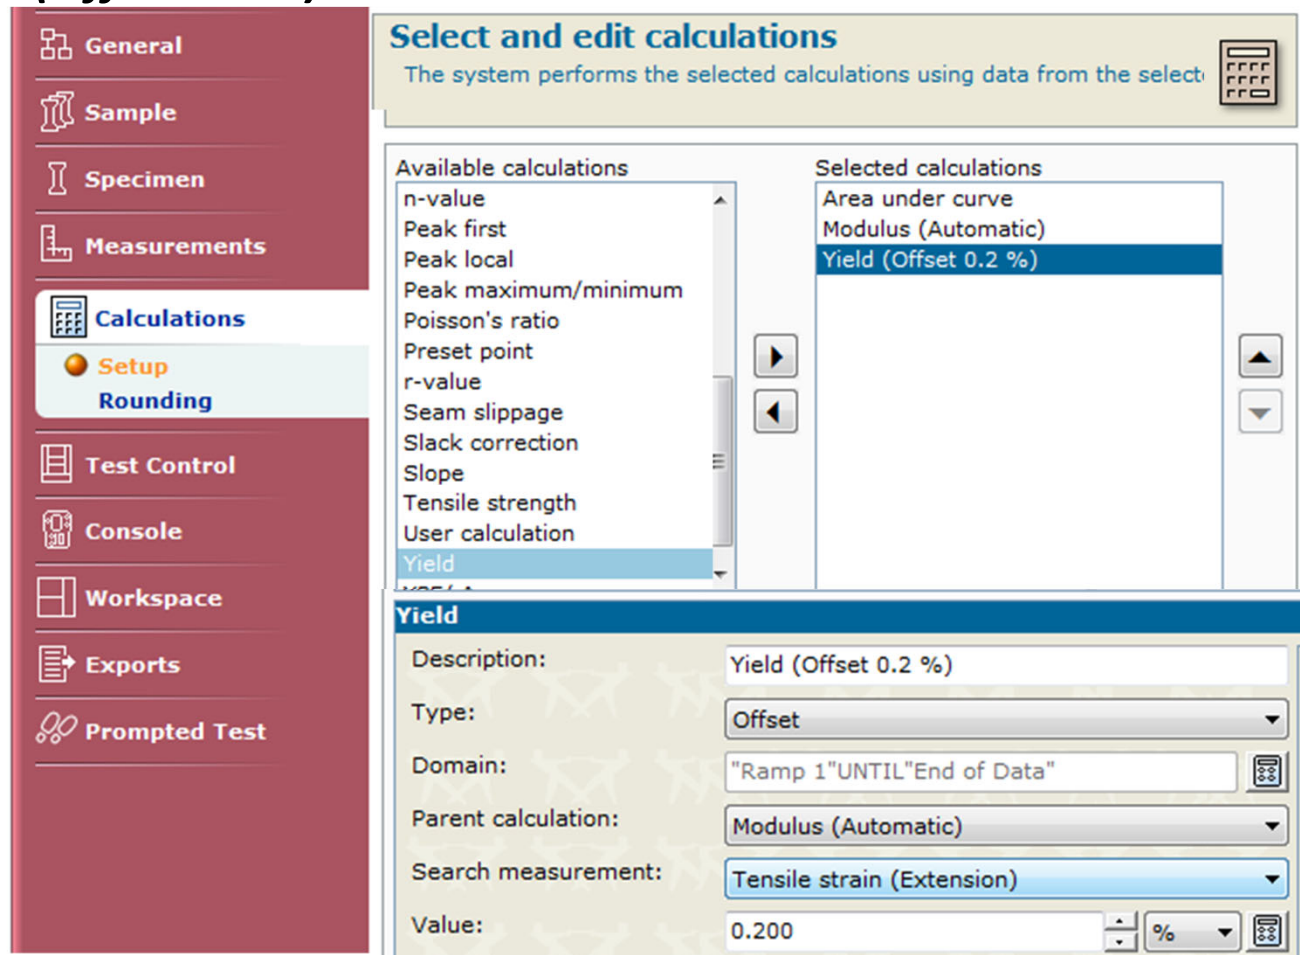 General
Sample
Specimen
Measurements
Calculations
Setup
Rounding
Test Control
Console
Workspace
Exports
Prompted Test
Select and edit calculations
The system performs the selected calculations using data from the select
Available calculations
n-value
Peak first
Peak local
Peak maximum/minimum
Poisson's ratio
Preset point
r-value
Seam slippage
Slack correction
Slope
Tensile strength
User calculation
Yield
Selected calculations
Area under curve
Modulus (Automatic)
Yield (Offset 0.2 %)
Yield
Description: Yield (Offset 0.2 %)
Type: Offset
Domain: "Ramp 1"UNTIL"End of Data"
Parent calculation: Modulus (Automatic)
Search measurement: Tensile strain (Extension)
Value: 0.200 %